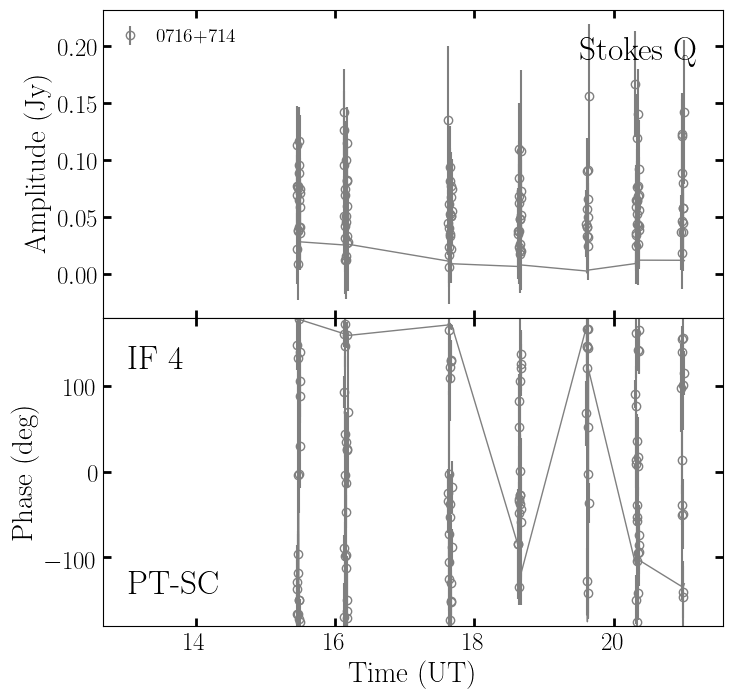 0716+714
Stokes Q
0.20
0.15
0.10
0.05
0.00
Amplitude (Jy)
IF 4
100
0
−100
Phase (deg)
PT-SC
14 16 18 20
Time (UT)